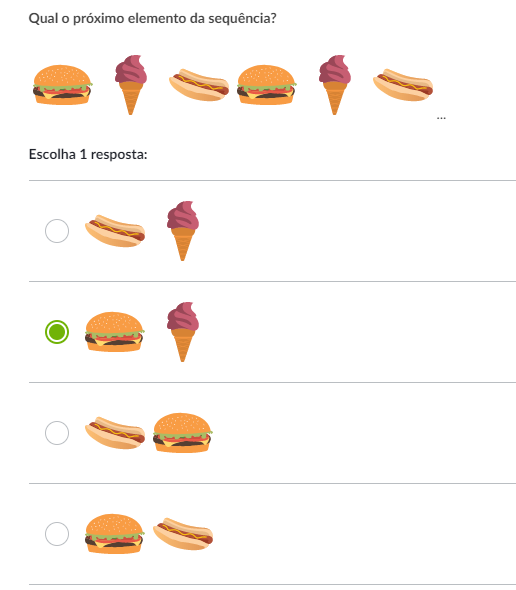 Qual o próximo elemento da sequência?
...
Escolha 1 resposta: